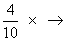 4/10 × →